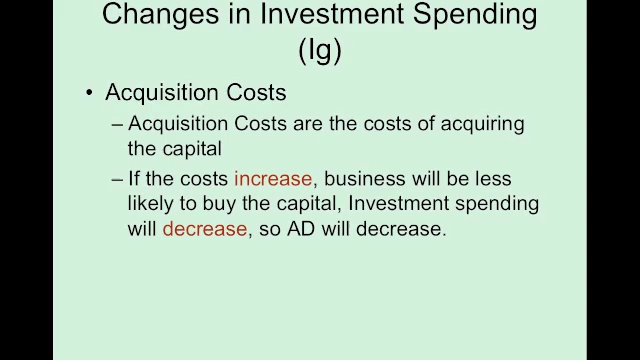 Changes in Investment Spending
(Ig)
• Acquisition Costs
– Acquisition Costs are the costs of acquiring
the capital
– If the costs increase, business will be less
likely to buy the capital, Investment spending
will decrease, so AD will decrease.